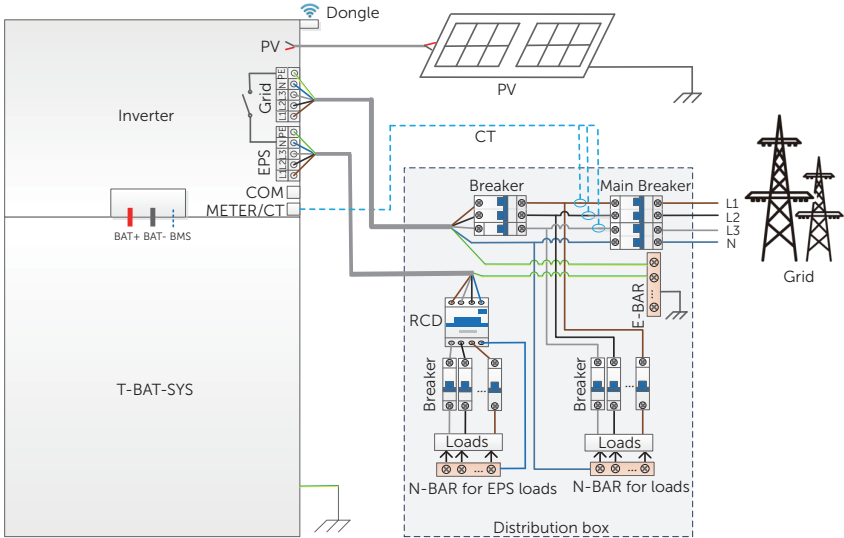 Dongle
PV
PV
Grid
PE
N
L3
L2
L1
Inverter
EPS
PE
N
L3
L2
L1
CT
COM
METER/CT
BAT+ BAT- BMS
Breaker
Main Breaker
L1
L2
L3
N
Grid
E-BAR
...
RCD
T-BAT-SYS
Breaker
...
Breaker
...
Loads
Loads
...
...
N-BAR for EPS loads
N-BAR for loads
Distribution box